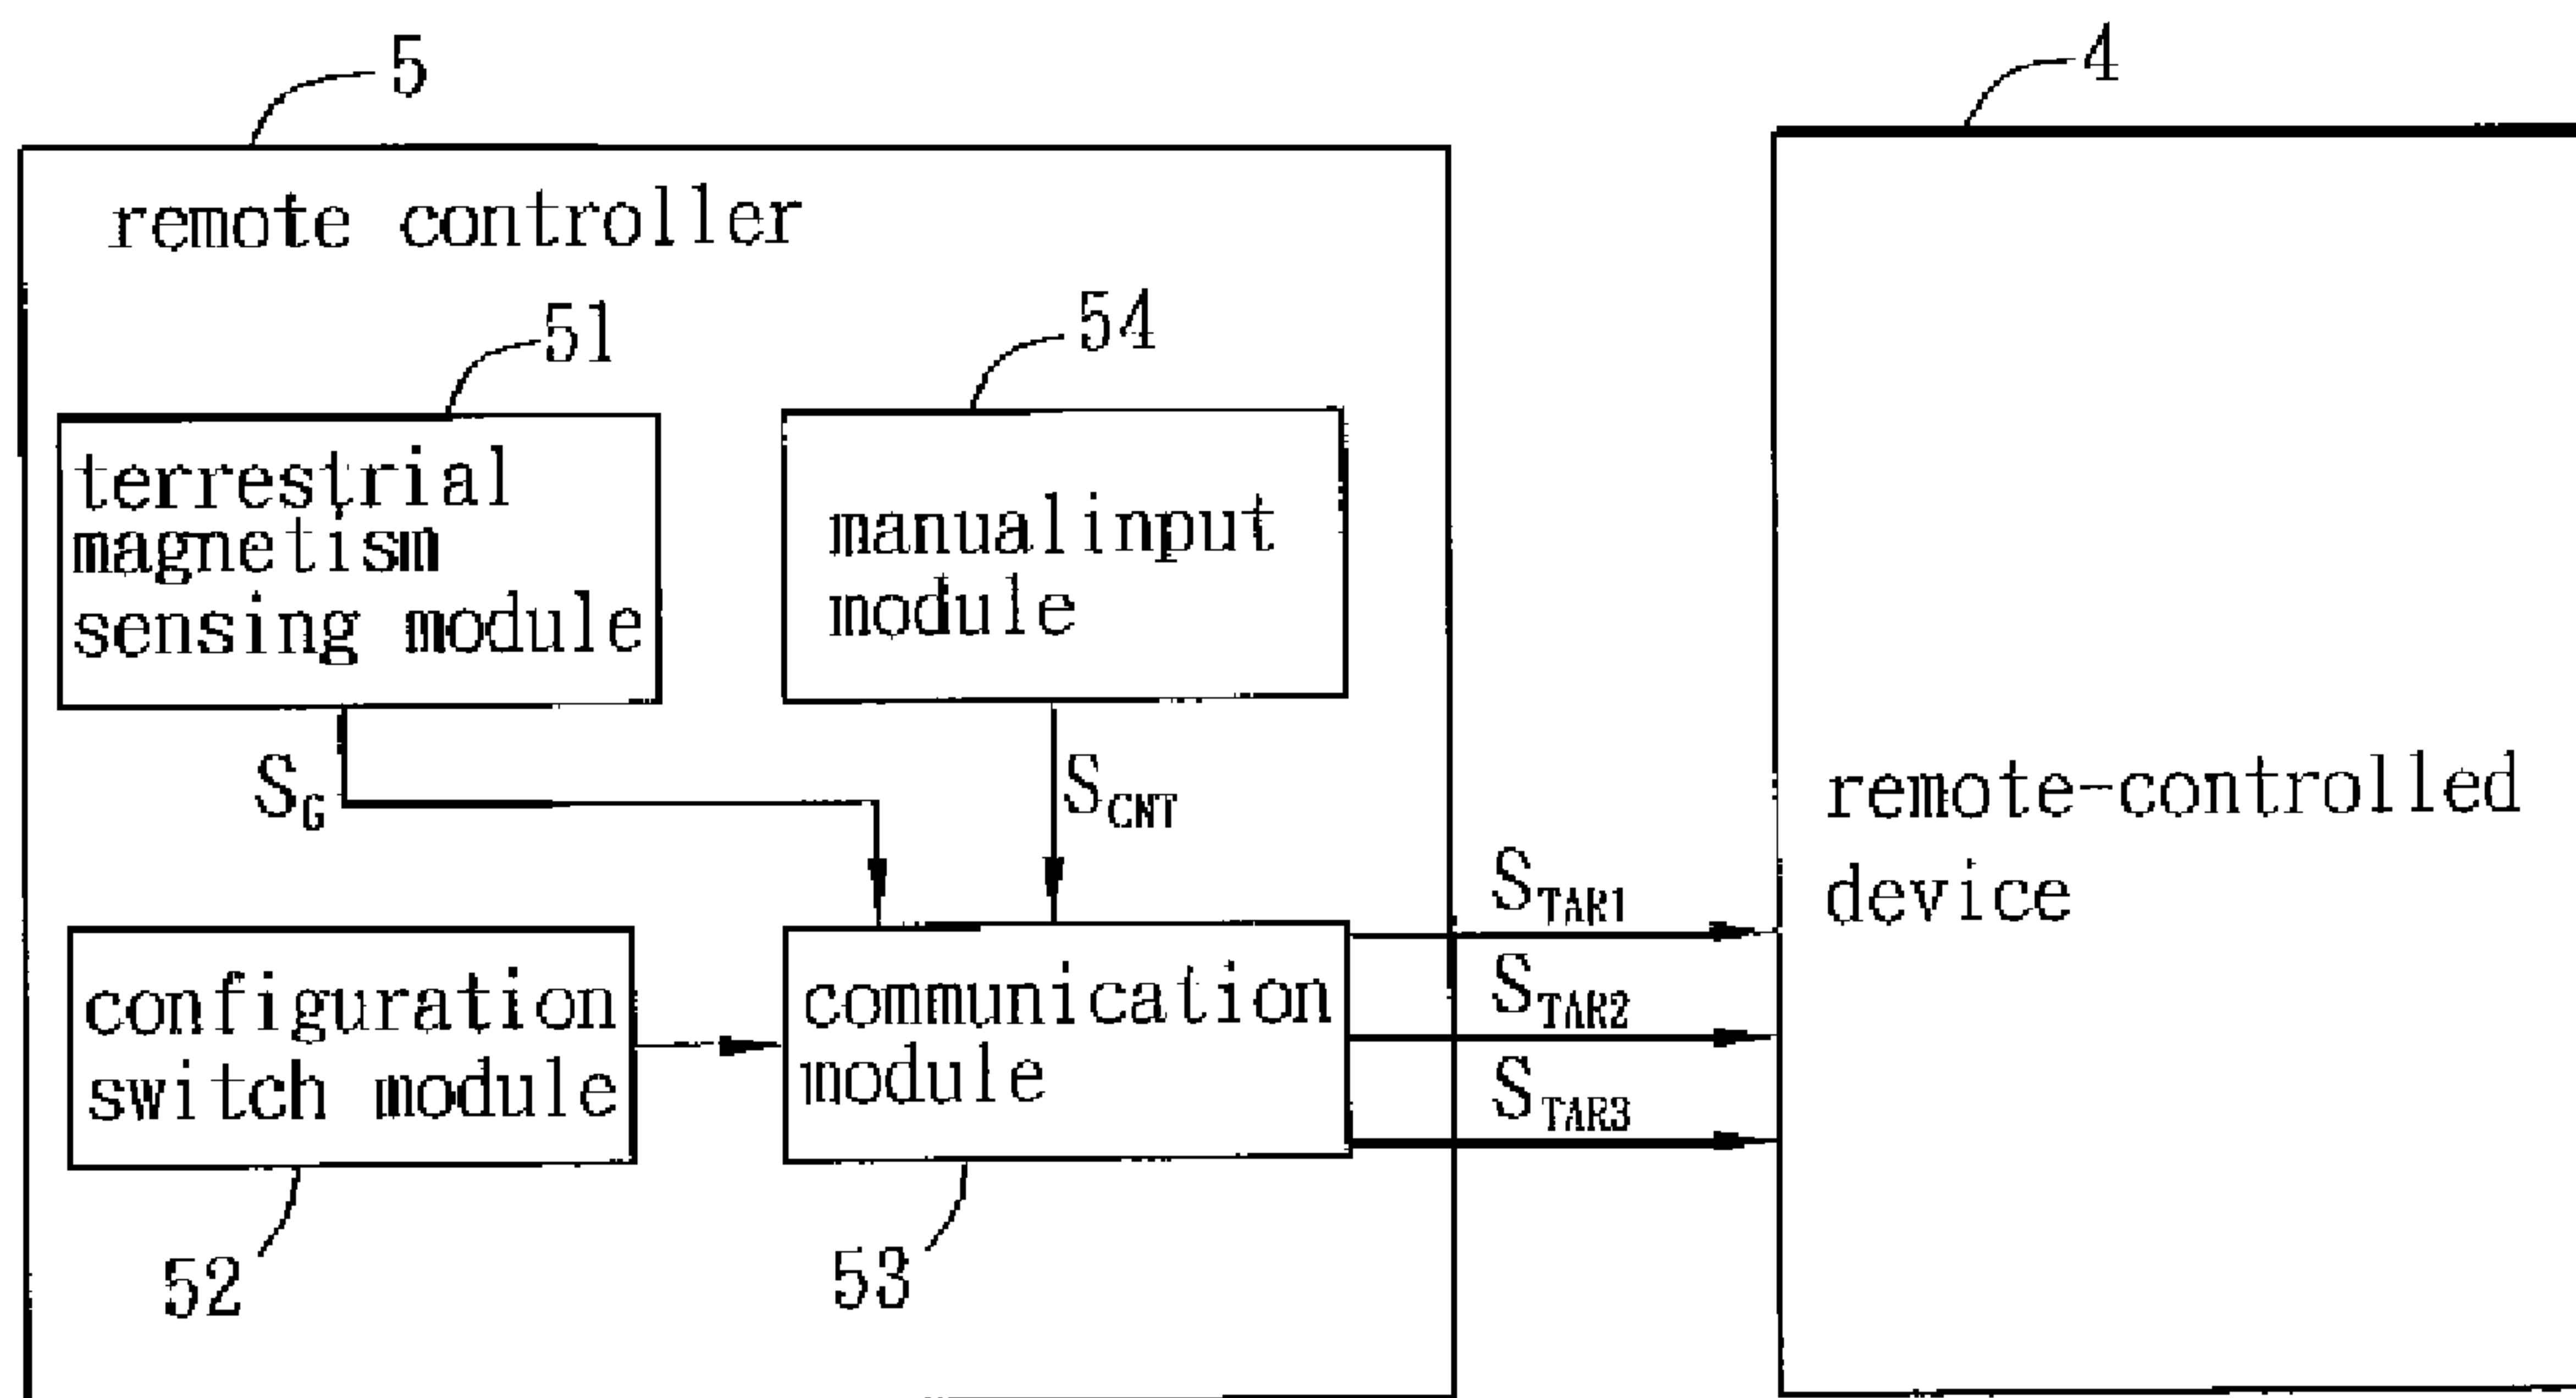 5
4
remote controller
51
54
terrestrial
magnetism
sensing module
manualinput
module
S_G
S_CNT
remote-controlled
device
S_TAR1
S_TAR2
S_TAR3
configuration
switch module
communication
module
52
53